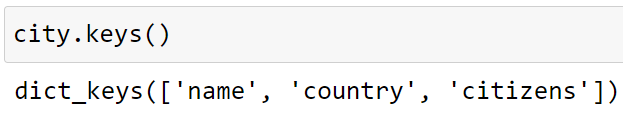 city.keys()
dict_keys(['name', 'country', 'citizens'])